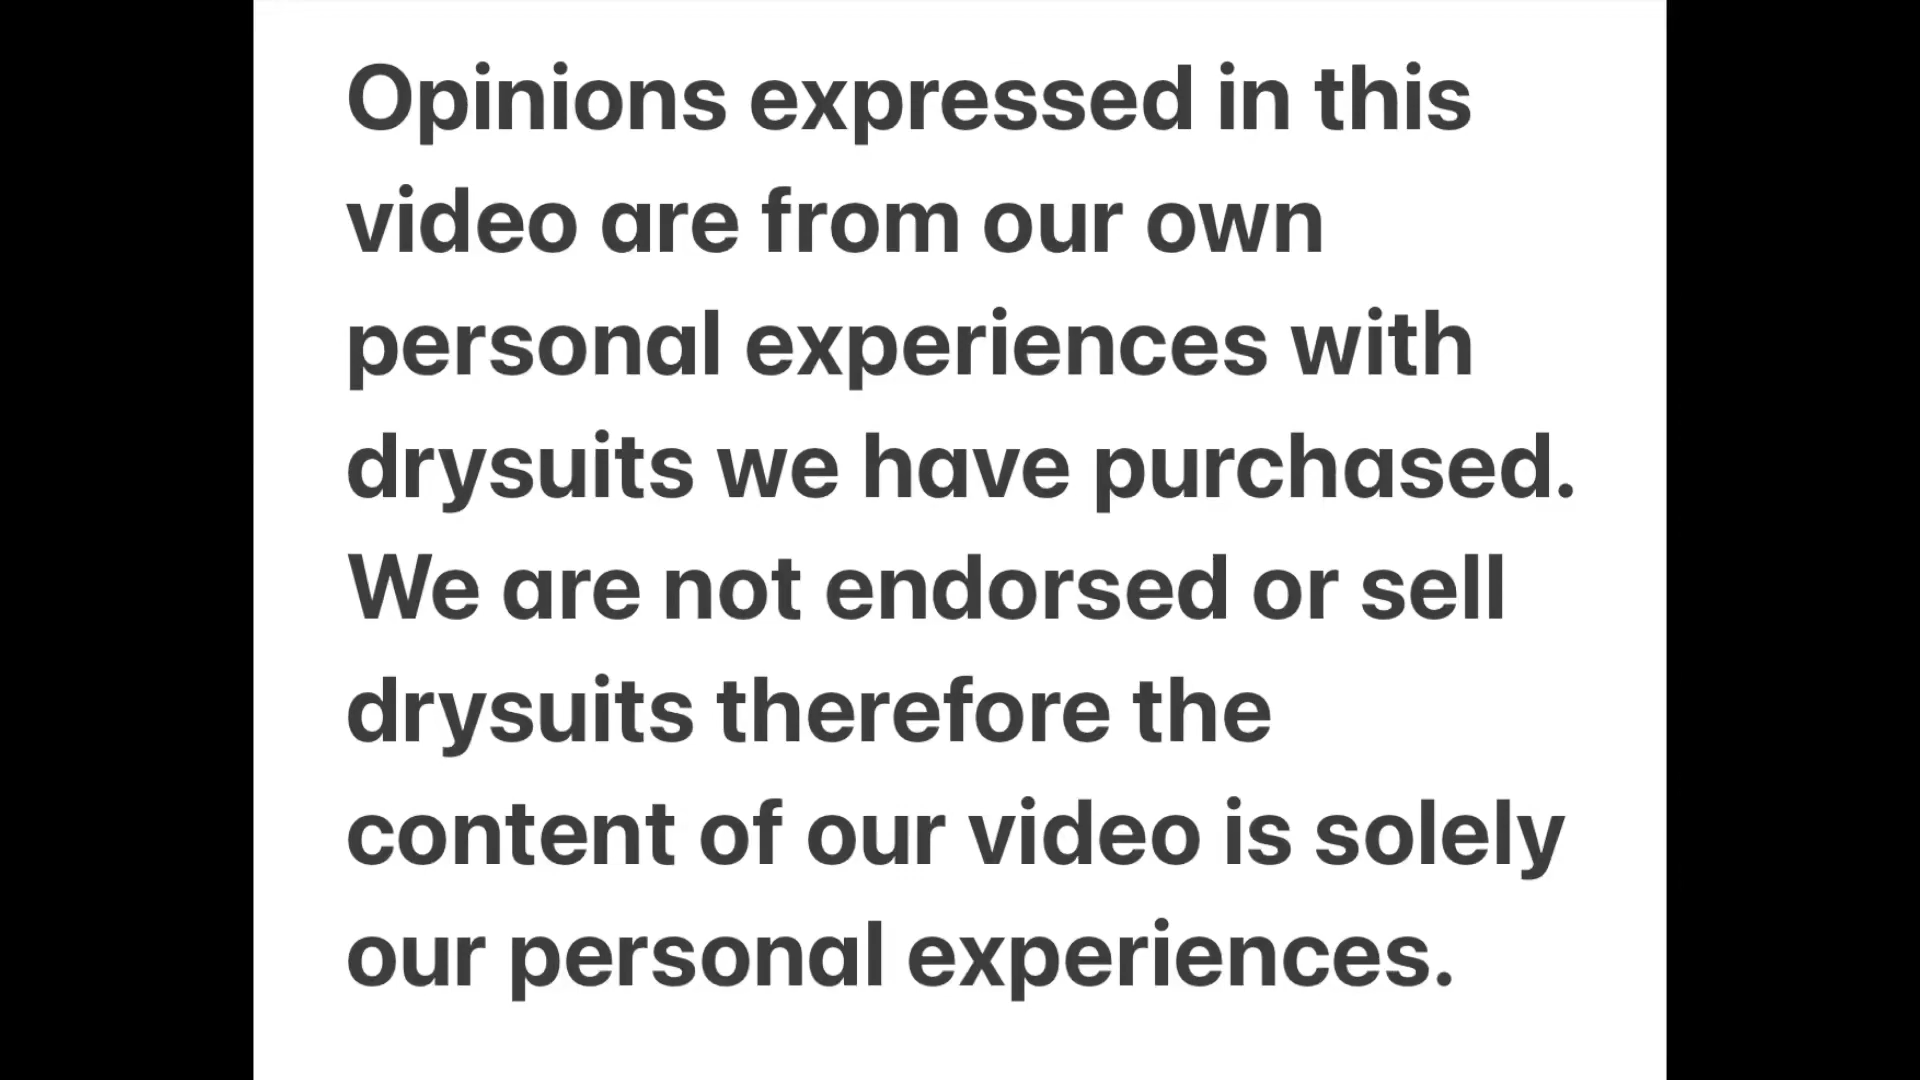 Opinions expressed in this
video are from our own
personal experiences with
drysuits we have purchased.
We are not endorsed or sell
drysuits therefore the
content of our video is solely
our personal experiences.